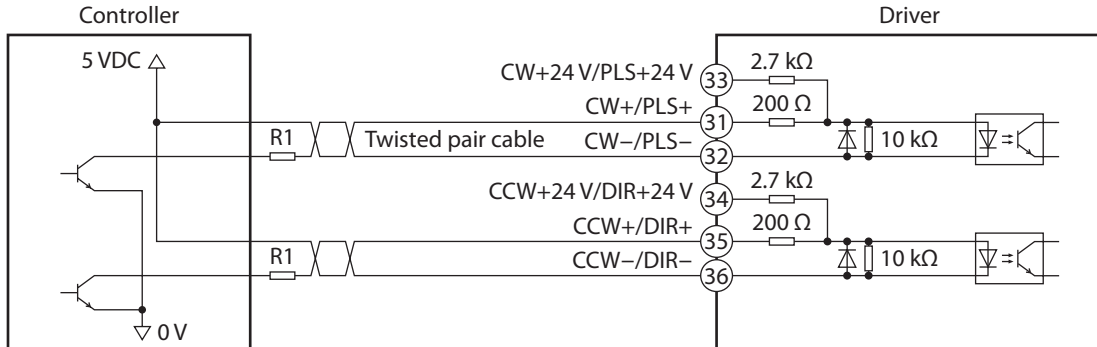 Controller
Driver
5 VDC
2.7 kΩ
CW+24 V/PLS+24 V
33
CW+/PLS+
31
200 Ω
R1
Twisted pair cable
CW−/PLS−
32
10 kΩ
2.7 kΩ
CCW+24 V/DIR+24 V
34
200 Ω
CCW+/DIR+
35
R1
CCW−/DIR−
36
10 kΩ
0 V